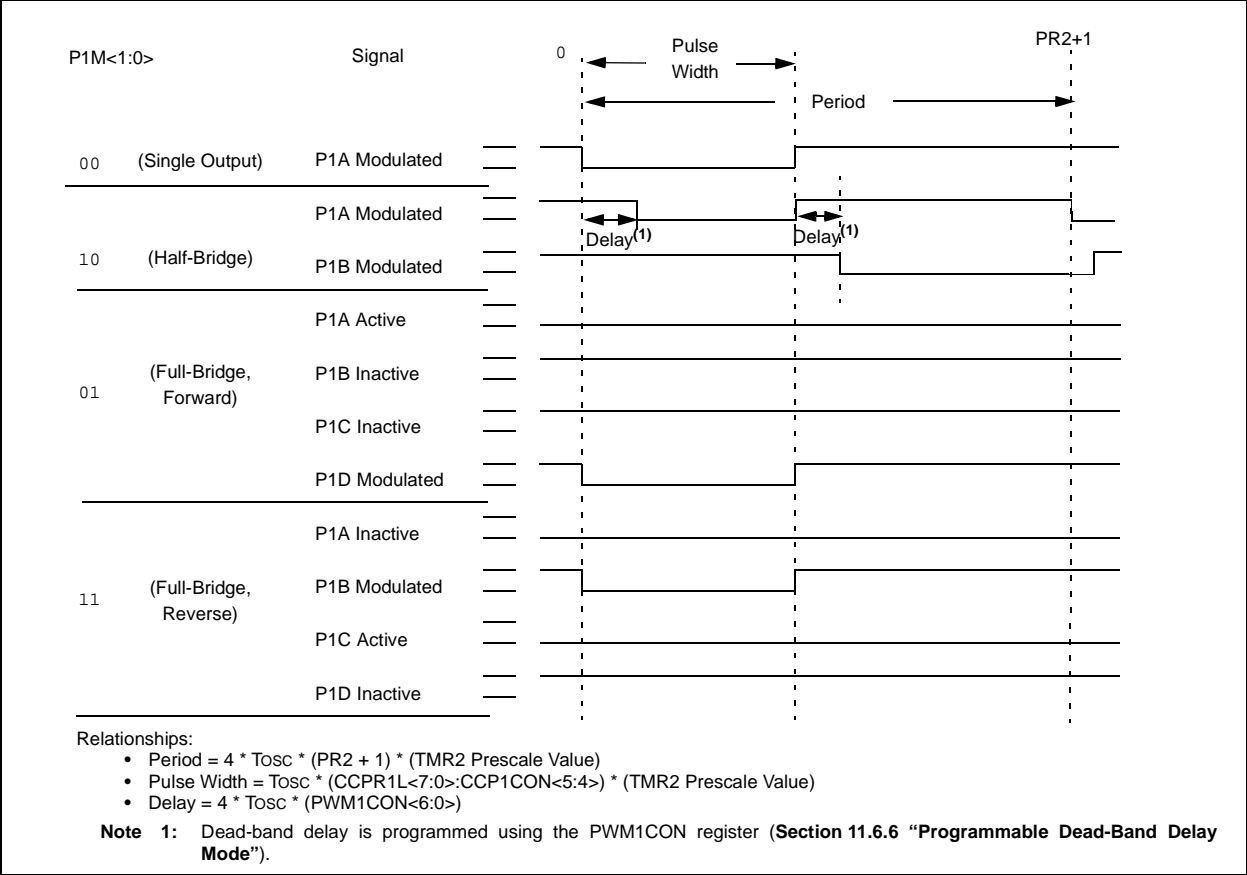 P1M<1:0> Signal 0 Pulse Width PR2+1
Period
00 (Single Output) P1A Modulated
P1A Modulated
Delay(1) Delay(1)
10 (Half-Bridge) P1B Modulated
P1A Active
01 (Full-Bridge, Forward) P1B Inactive
P1C Inactive
P1D Modulated
P1A Inactive
11 (Full-Bridge, Reverse) P1B Modulated
P1C Active
P1D Inactive
Relationships:
• Period = 4 * TOSC * (PR2 + 1) * (TMR2 Prescale Value)
• Pulse Width = TOSC * (CCPR1L<7:0>:CCP1CON<5:4>) * (TMR2 Prescale Value)
• Delay = 4 * TOSC * (PWM1CON<6:0>)
Note 1: Dead-band delay is programmed using the PWM1CON register (Section 11.6.6 “Programmable Dead-Band Delay
Mode”).